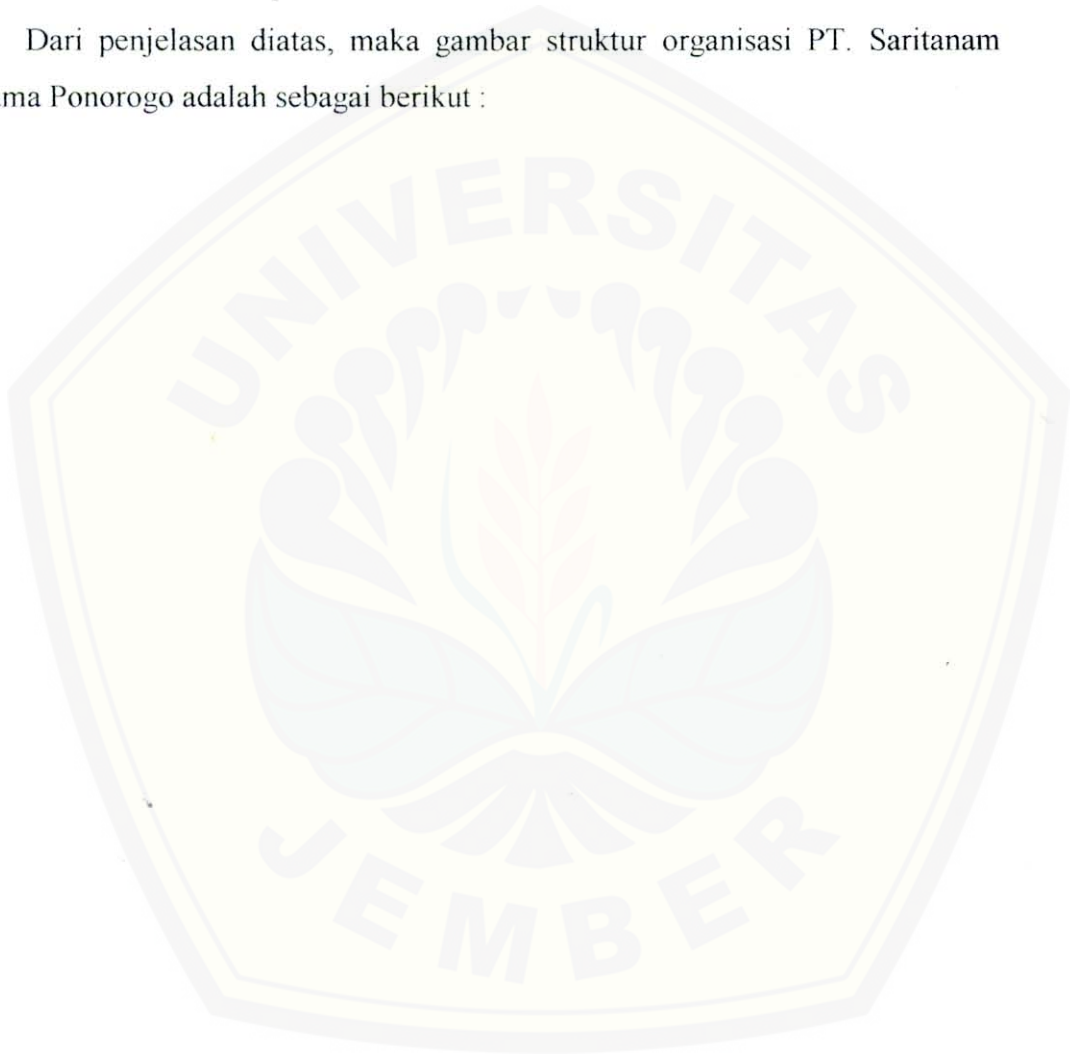 Dari penjelasan diatas, maka gambar struktur organisasi PT. Saritanam
ma Ponorogo adalah sebagai berikut :
UNIVERSITAS
JEMBER